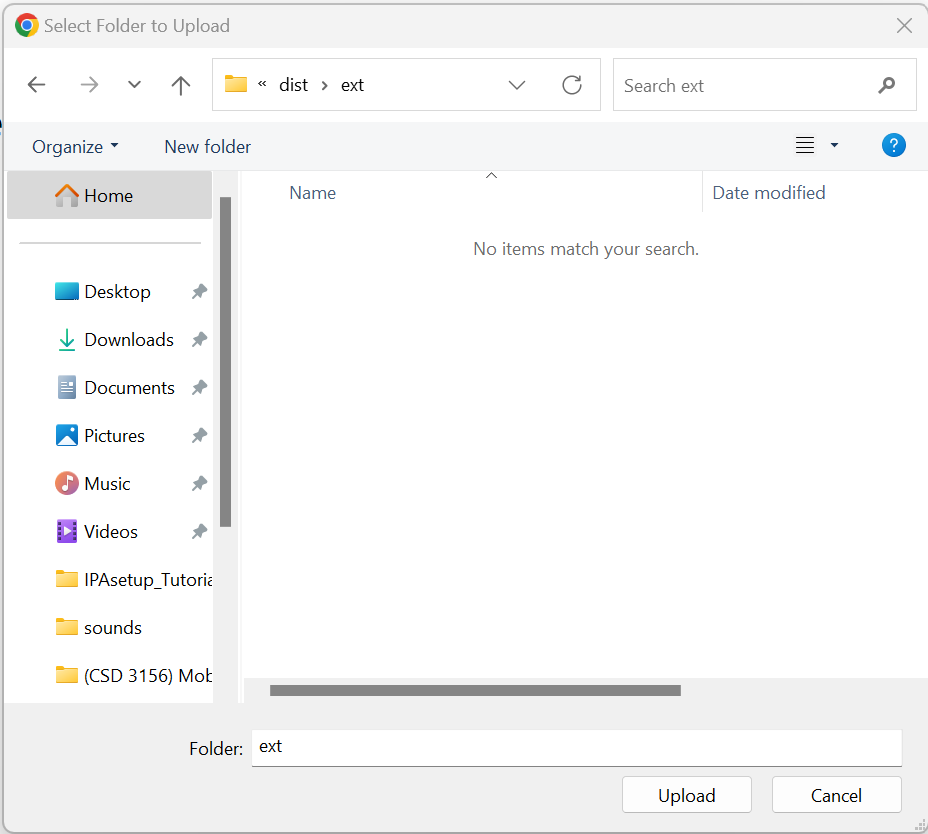 Select Folder to Upload
« dist › ext
Search ext
Organize
New folder
?
Home
Name
Date modified
No items match your search.
Desktop
Downloads
Documents
Pictures
Music
Videos
IPAsetup_Tutoria
sounds
(CSD 3156) Mob
Folder: ext
Upload
Cancel